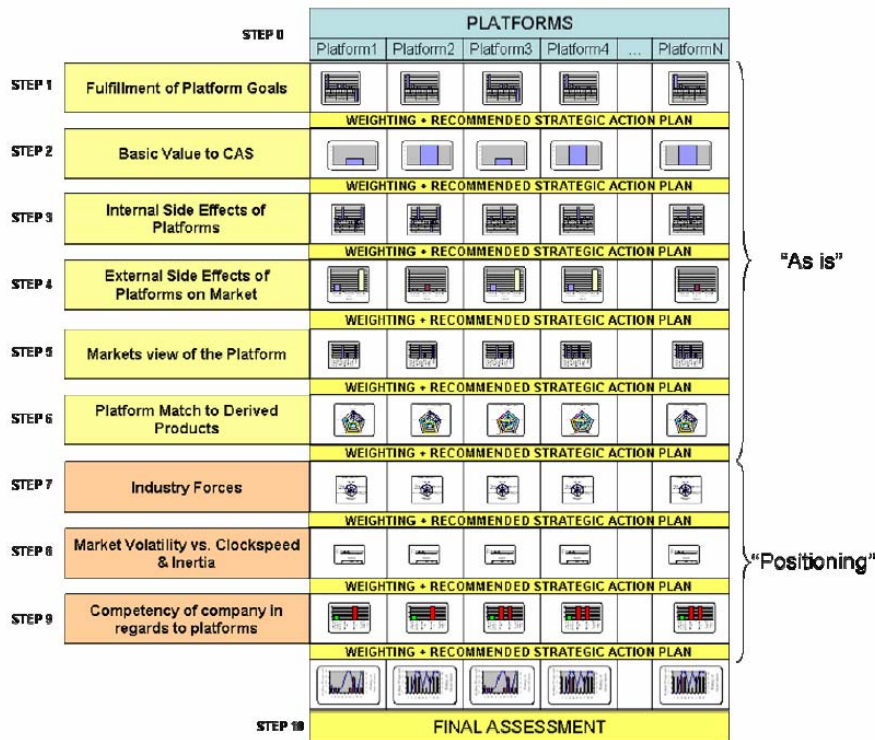 PLATFORMS
STEP 0
Platform1 Platform2 Platform3 Platform4 ... PlatformN
STEP 1
Fulfillment of Platform Goals
WEIGHTING + RECOMMENDED STRATEGIC ACTION PLAN
STEP 2
Basic Value to CAS
WEIGHTING + RECOMMENDED STRATEGIC ACTION PLAN
STEP 3
Internal Side Effects of
Platforms
WEIGHTING + RECOMMENDED STRATEGIC ACTION PLAN
"As is"
STEP 4
External Side Effects of
Platforms on Market
WEIGHTING + RECOMMENDED STRATEGIC ACTION PLAN
STEP 5
Markets view of the Platform
WEIGHTING + RECOMMENDED STRATEGIC ACTION PLAN
STEP 6
Platform Match to Derived
Products
WEIGHTING + RECOMMENDED STRATEGIC ACTION PLAN
STEP 7
Industry Forces
WEIGHTING + RECOMMENDED STRATEGIC ACTION PLAN
STEP 8
Market Volatility vs. Clockspeed
& Inertia
"Positioning"
WEIGHTING + RECOMMENDED STRATEGIC ACTION PLAN
STEP 9
Competency of company in
regards to platforms
WEIGHTING + RECOMMENDED STRATEGIC ACTION PLAN
STEP 10
FINAL ASSESSMENT